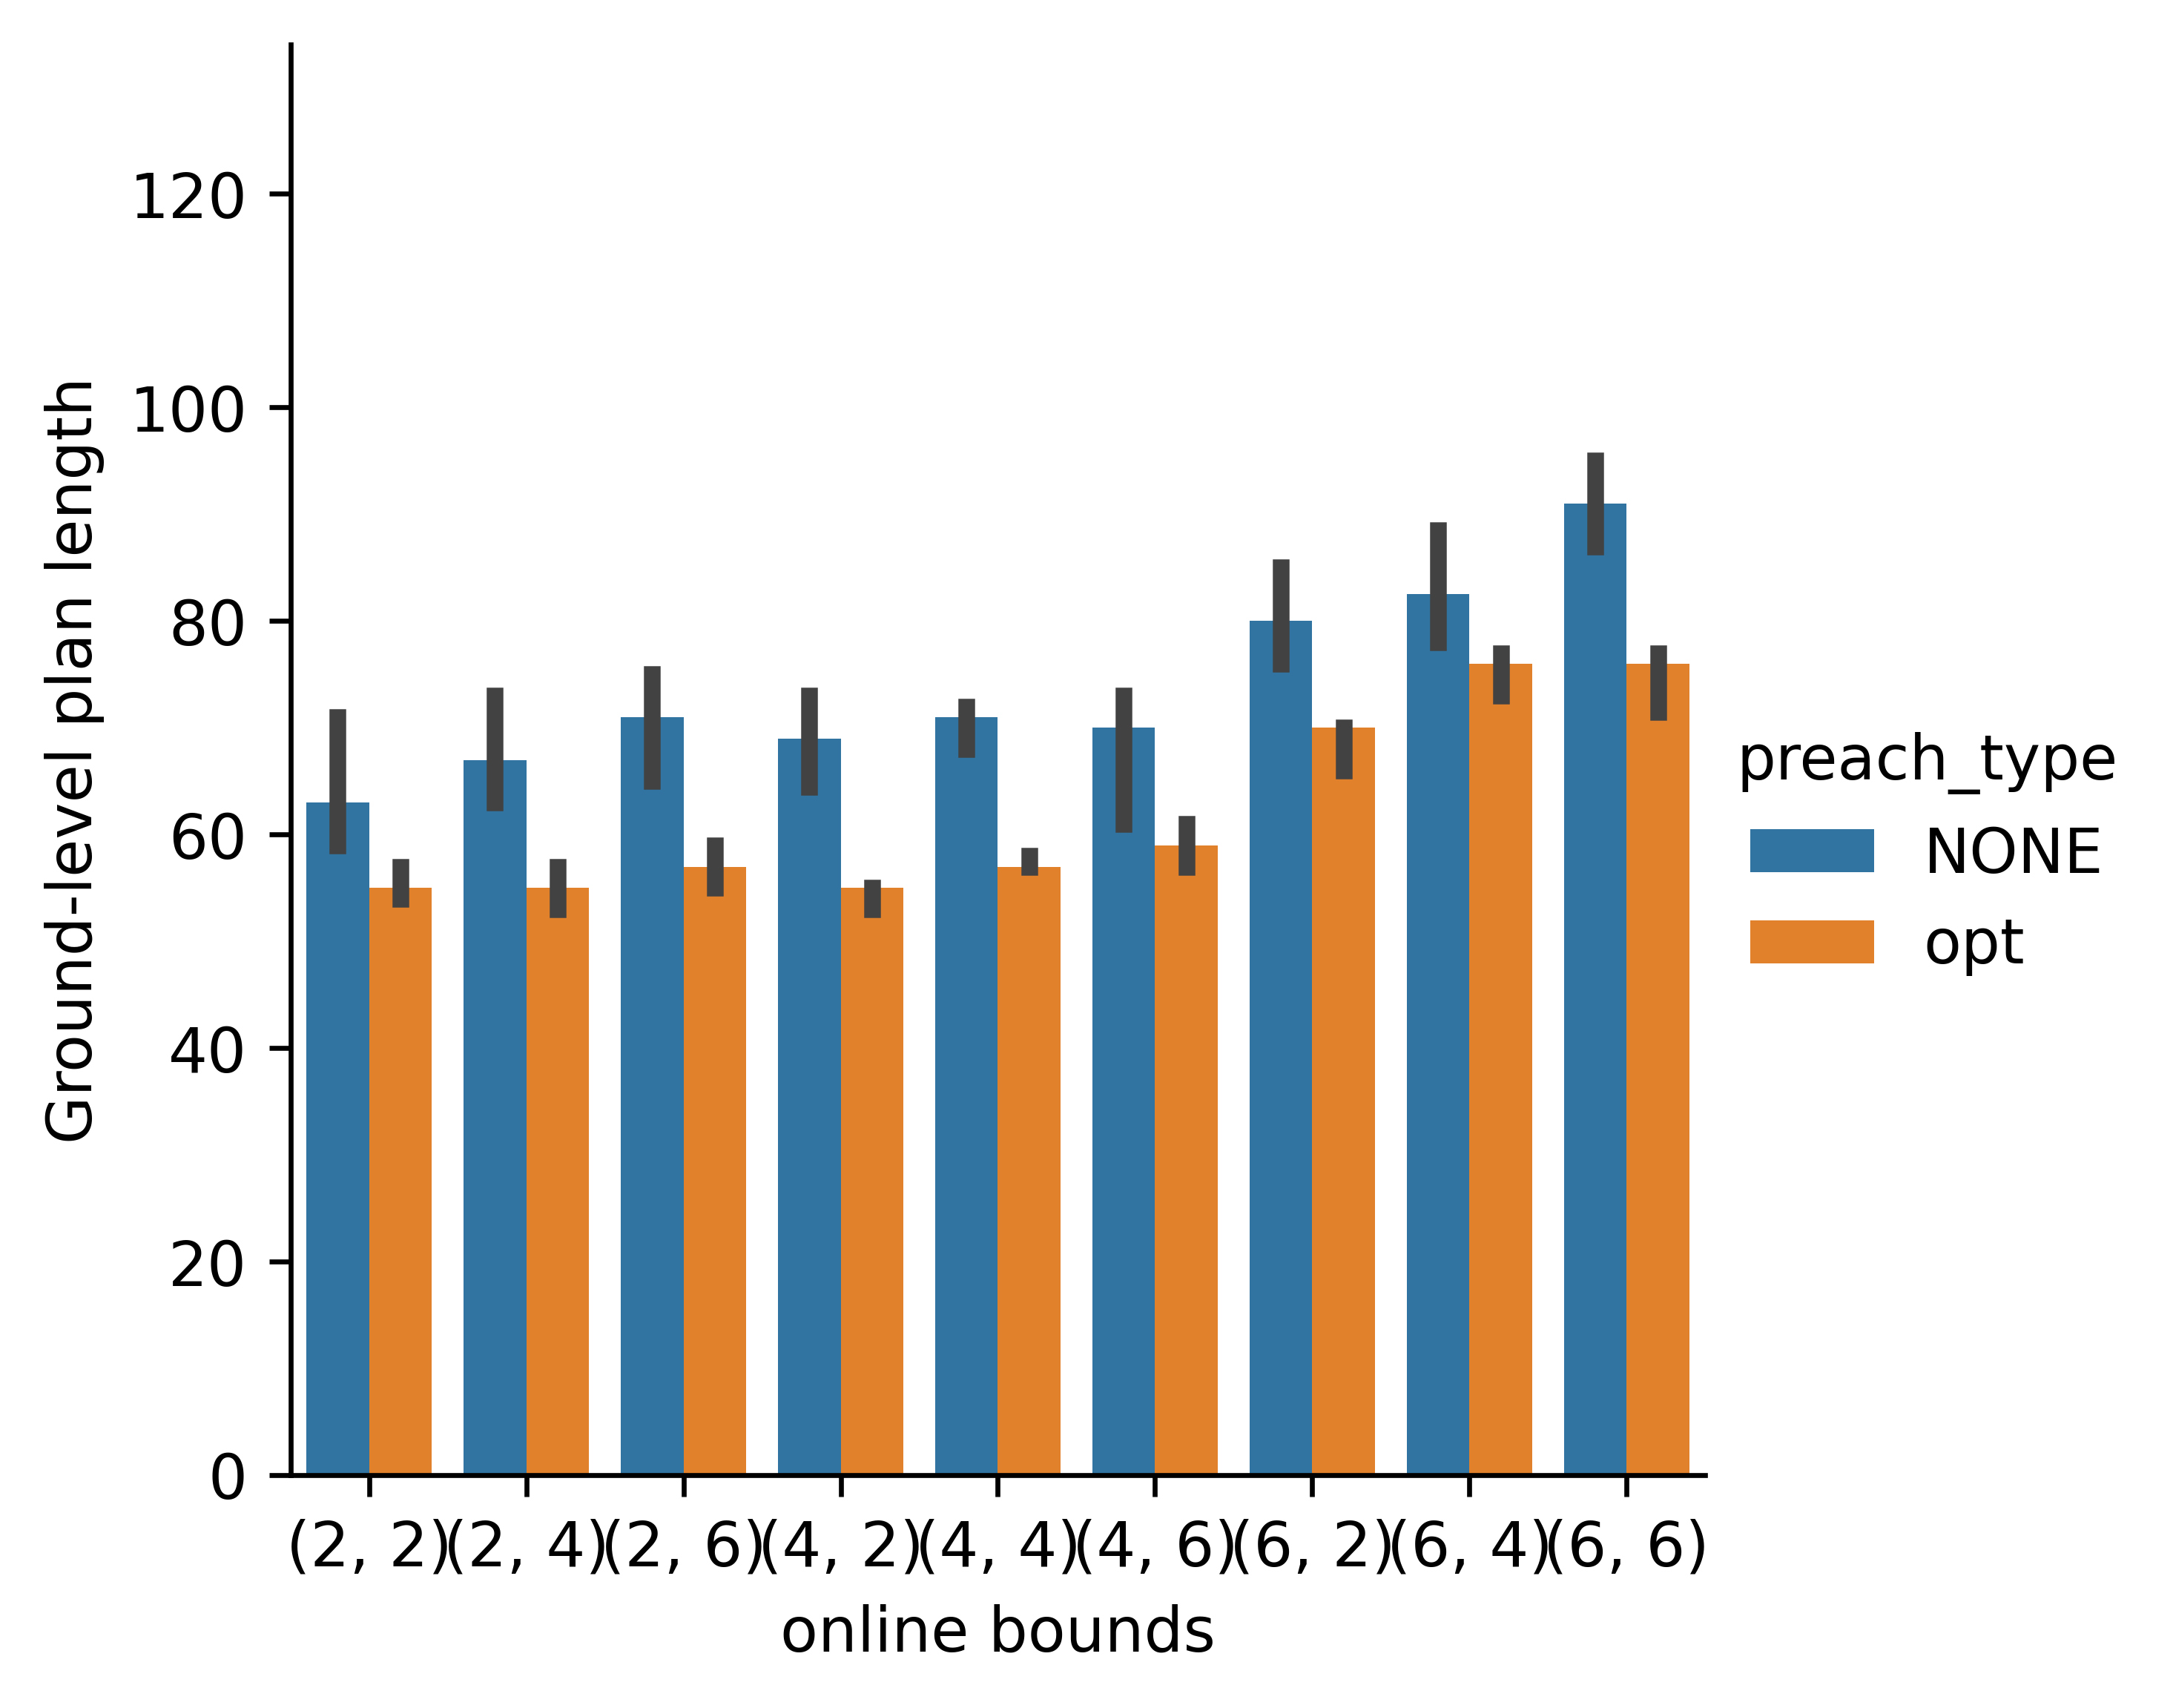 Ground-level plan length
120
100
80
60
40
20
0
(2, 2)(2, 4)(2, 6)(4, 2)(4, 4)(4, 6)(6, 2)(6, 4)(6, 6)
online bounds
preach_type
NONE
opt